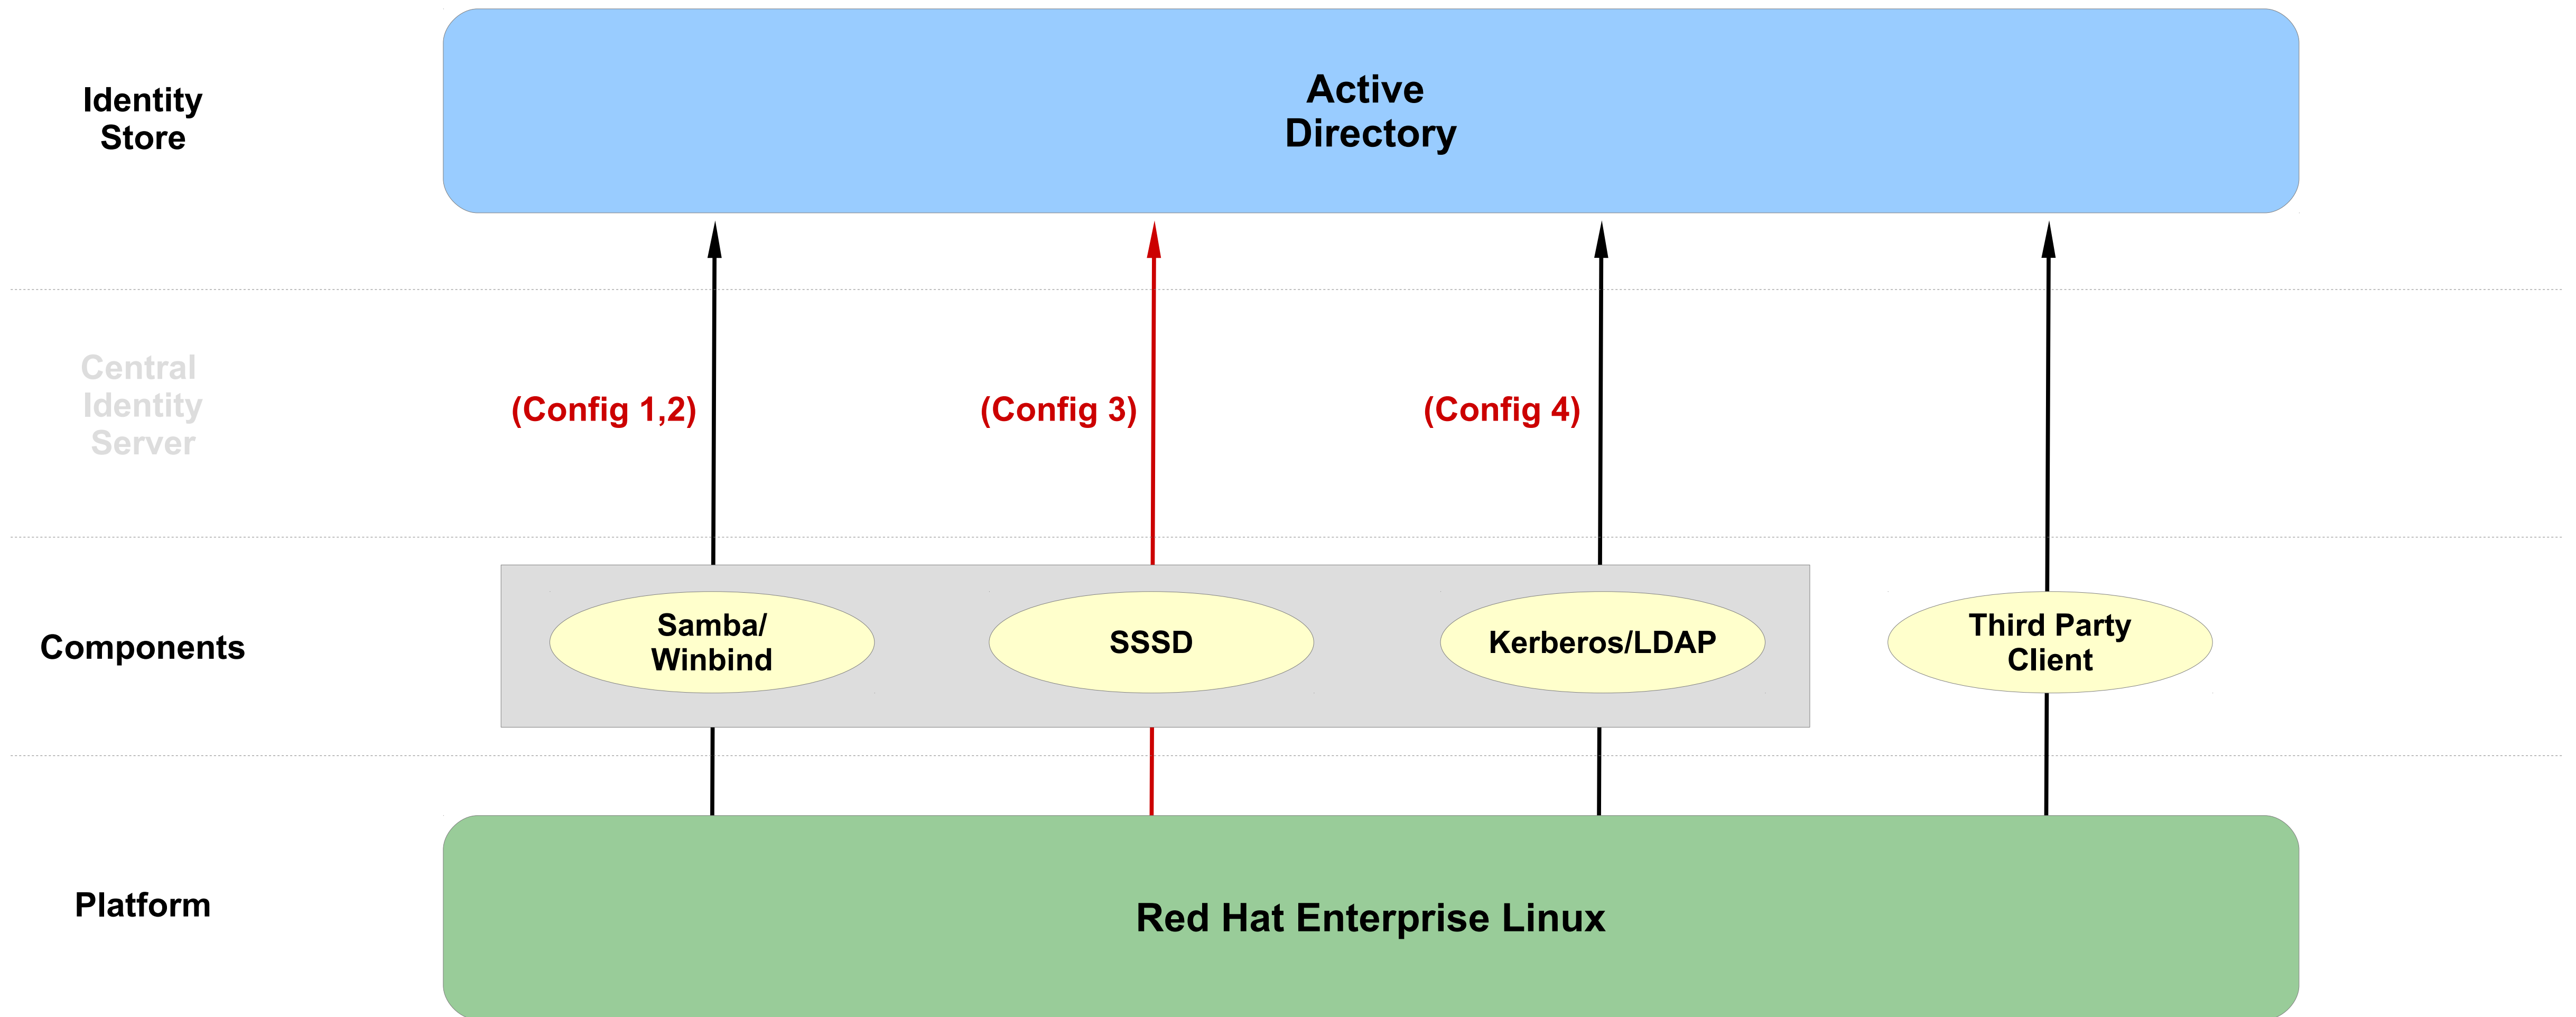 Identity
Store
Active
Directory
Central
Identity
Server
(Config 1,2)
(Config 3)
(Config 4)
Components
Samba/
Winbind
SSSD
Kerberos/LDAP
Third Party
Client
Platform
Red Hat Enterprise Linux